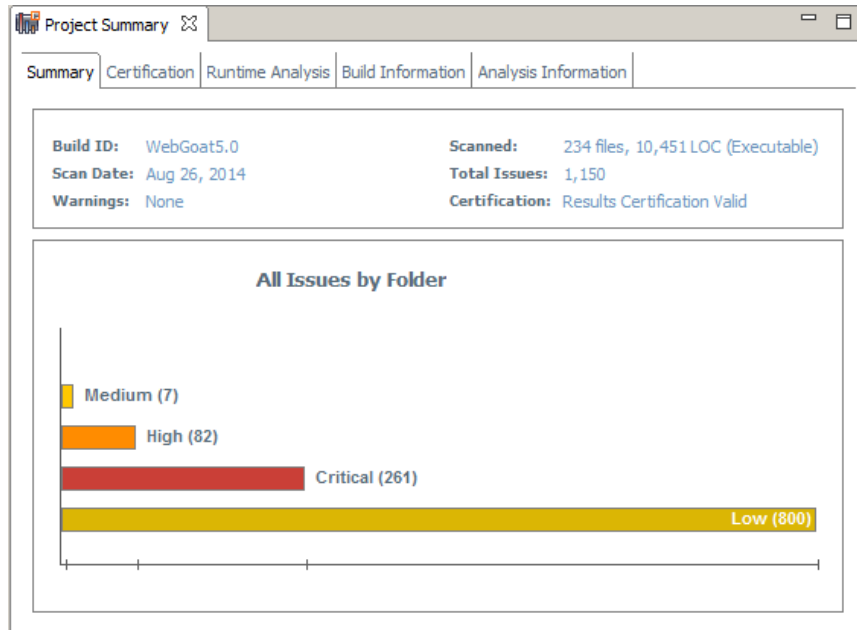 Project Summary
Summary Certification Runtime Analysis Build Information Analysis Information
Build ID: WebGoat5.0 Scanned: 234 files, 10,451 LOC (Executable)
Scan Date: Aug 26, 2014 Total Issues: 1,150
Warnings: None Certification: Results Certification Valid
All Issues by Folder
Medium (7)
High (82)
Critical (261)
Low (800)